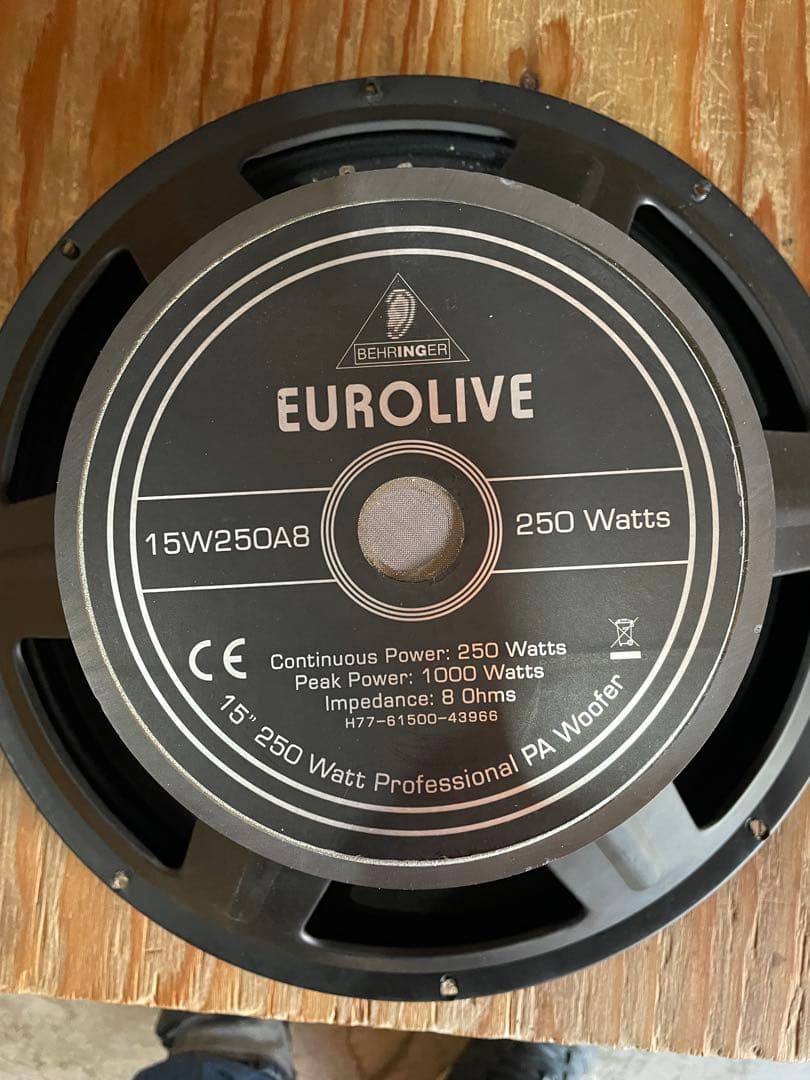 BEHRINGER
EUROLIVE
15W250A8
250 Watts
CE
Continuous Power: 250 Watts
Peak Power: 1000 Watts
Impedance: 8 Ohms
H77-61500-43966
15" 250 Watt Professional PA Woofer